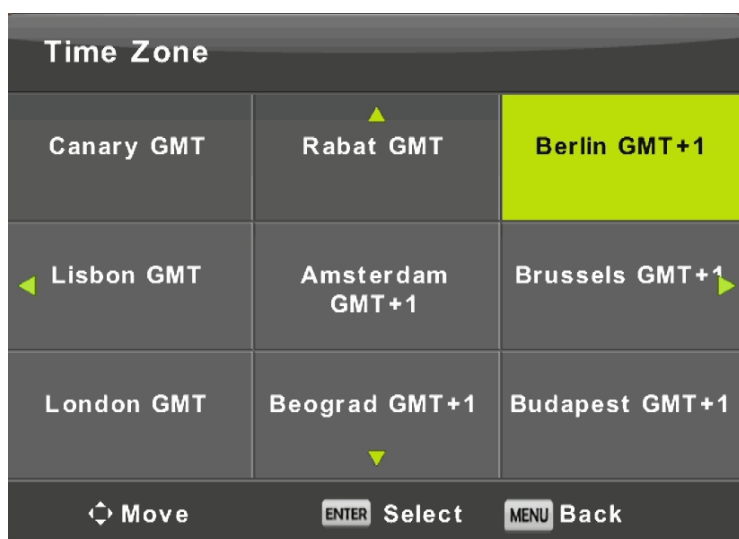 Time Zone
Canary GMT
Rabat GMT
Berlin GMT+1
Lisbon GMT
Amsterdam
GMT+1
Brussels GMT+1
London GMT
Beograd GMT+1
Budapest GMT+1
Move
ENTER Select
MENU Back